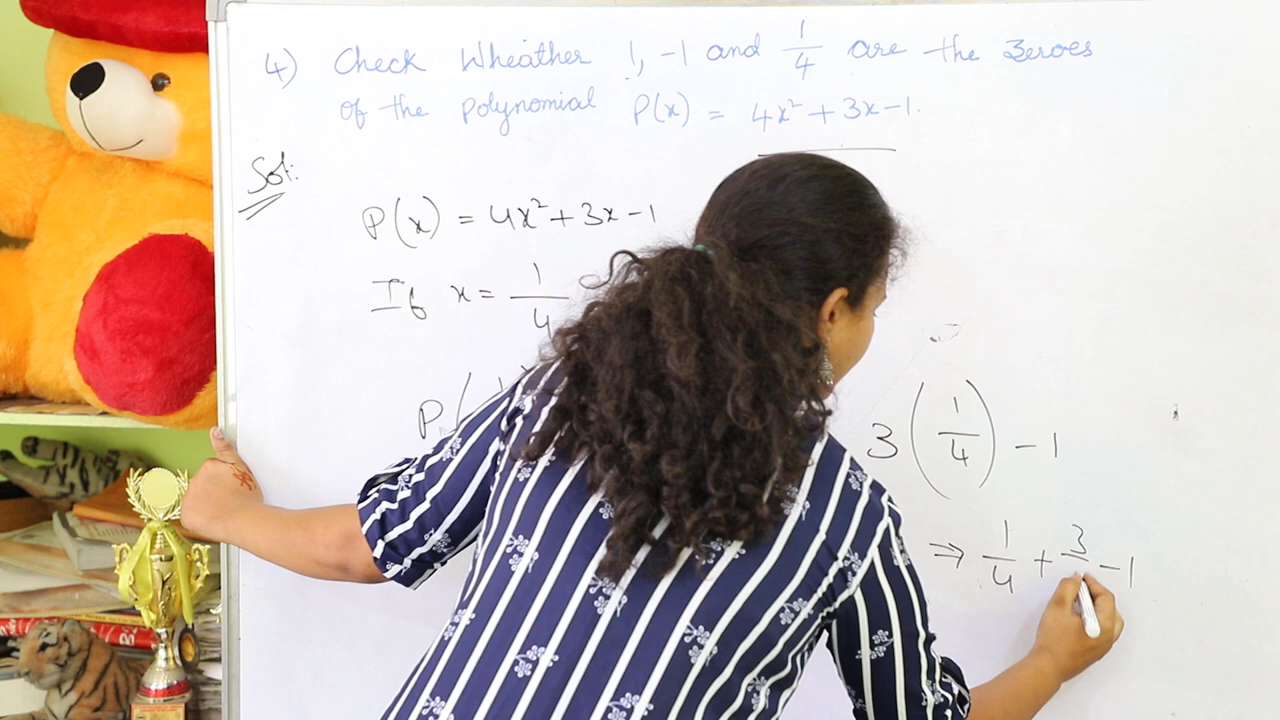 4) Check Wheather 1, -1 and 1/4 are the Zeroes
of the Polynomial P(x) = 4x² + 3x - 1.
Sol:
P(x) = 4x² + 3x - 1
If x = 1/4
P(1
3(1/4) - 1
⇒ 1/4 + 3 - 1